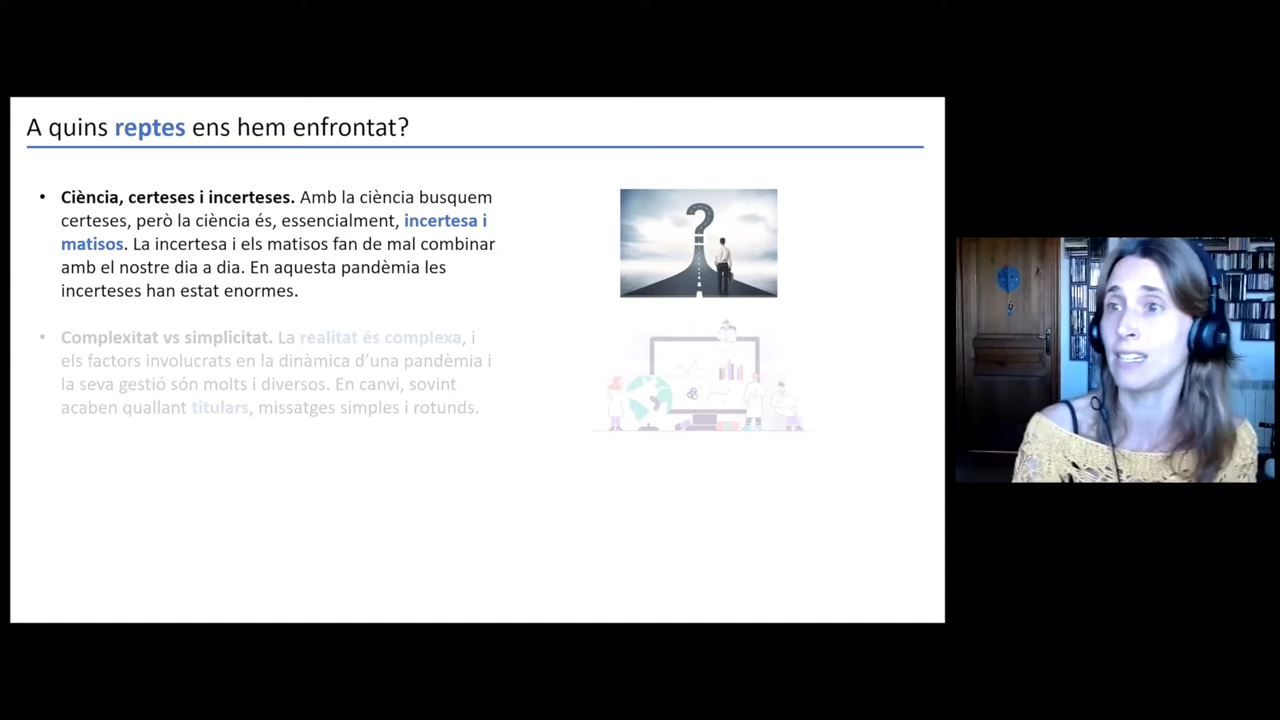 A quins reptes ens hem enfrontat?
• Ciència, certeses i incerteses. Amb la ciència busquem
certeses, però la ciència és, essencialment, incertesa i
matisos. La incertesa i els matisos fan de mal combinar
amb el nostre dia a dia. En aquesta pandèmia les
incerteses han estat enormes.
• Complexitat vs simplicitat. La realitat és complexa, i
els factors involucrats en la dinàmica d’una pandèmia i
la seva gestió són molts i diversos. En canvi, sovint
acaben quallant titulars, missatges simples i rotunds.
?